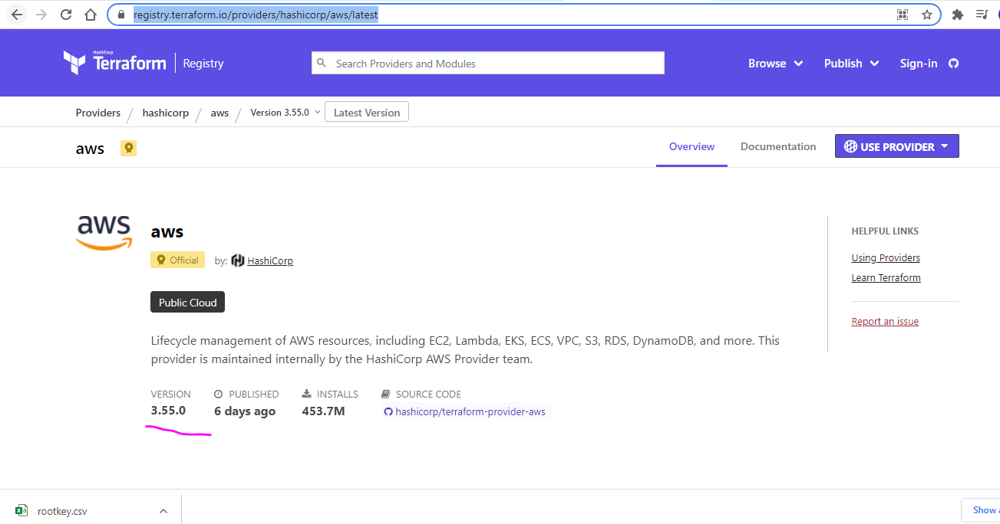 registry.terraform.io/providers/hashicorp/aws/latest
HashiCorp
Terraform Registry Search Providers and Modules Browse Publish Sign-in
Providers / hashicorp / aws / Version 3.55.0 Latest Version
aws Overview Documentation USE PROVIDER
aws aws
HELPFUL LINKS
Official by: HashiCorp Using Providers
Learn Terraform
Public Cloud
Report an issue
Lifecycle management of AWS resources, including EC2, Lambda, EKS, ECS, VPC, S3, RDS, DynamoDB, and more. This
provider is maintained internally by the HashiCorp AWS Provider team.
VERSION PUBLISHED INSTALLS SOURCE CODE
3.55.0 6 days ago 453.7M hashicorp/terraform-provider-aws
rootkey.csv Show